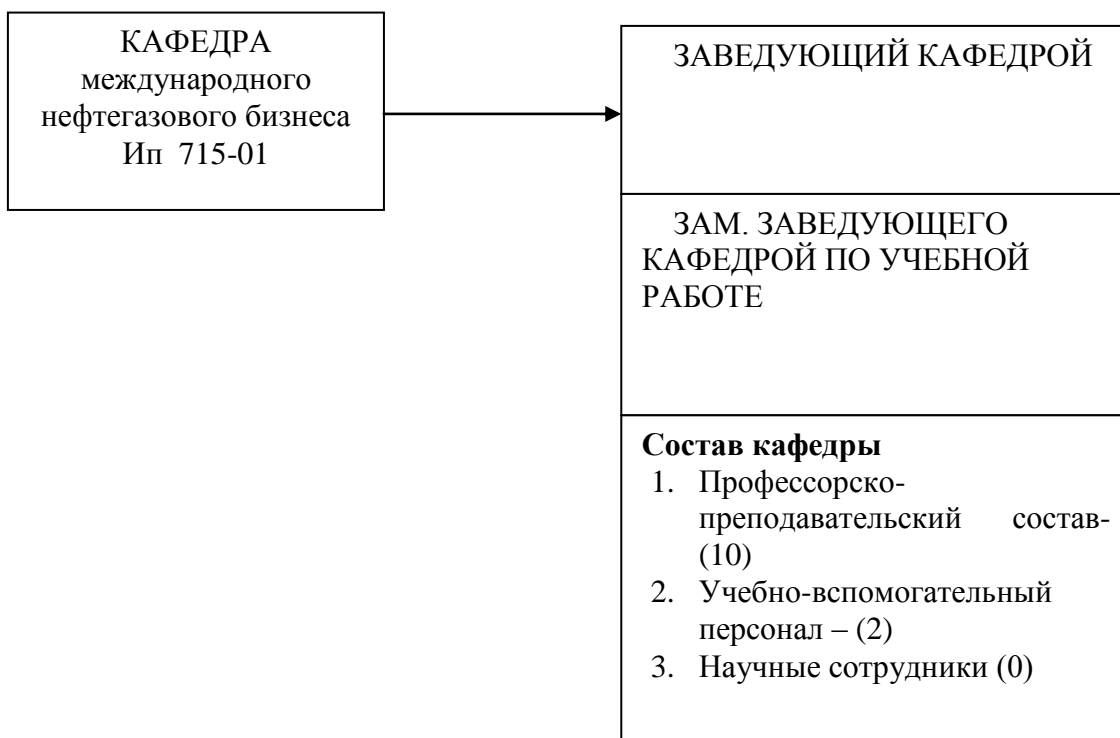 КАФЕДРА
международного
нефтегазового бизнеса
Ип 715-01
ЗАВЕДУЮЩИЙ КАФЕДРОЙ
ЗАМ. ЗАВЕДУЮЩЕГО
КАФЕДРОЙ ПО УЧЕБНОЙ
РАБОТЕ
Состав кафедры
1. Профессорско-
преподавательский состав-
(10)
2. Учебно-вспомогательный
персонал – (2)
3. Научные сотрудники (0)